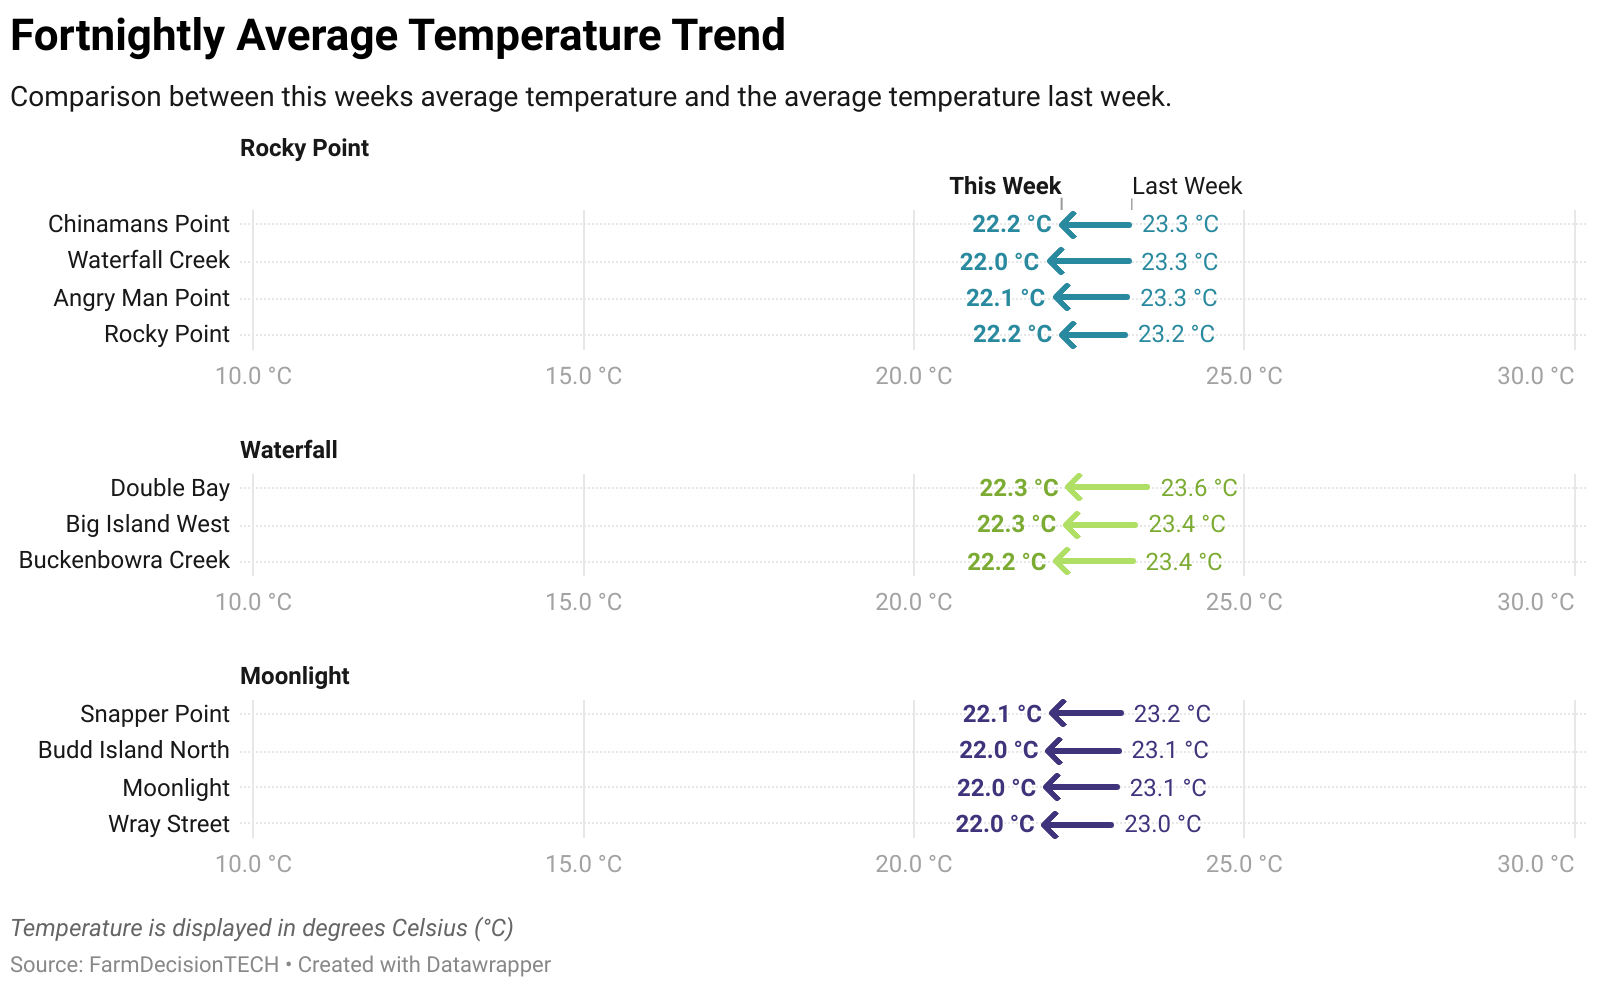 Fortnightly Average Temperature Trend
Comparison between this weeks average temperature and the average temperature last week.
Rocky Point
This Week Last Week
Chinamans Point 22.2 °C 23.3 °C
Waterfall Creek 22.0 °C 23.3 °C
Angry Man Point 22.1 °C 23.3 °C
Rocky Point 22.2 °C 23.2 °C
10.0 °C 15.0 °C 20.0 °C 25.0 °C 30.0 °C
Waterfall
Double Bay 22.3 °C 23.6 °C
Big Island West 22.3 °C 23.4 °C
Buckenbowra Creek 22.2 °C 23.4 °C
10.0 °C 15.0 °C 20.0 °C 25.0 °C 30.0 °C
Moonlight
Snapper Point 22.1 °C 23.2 °C
Budd Island North 22.0 °C 23.1 °C
Moonlight 22.0 °C 23.1 °C
Wray Street 22.0 °C 23.0 °C
10.0 °C 15.0 °C 20.0 °C 25.0 °C 30.0 °C
Temperature is displayed in degrees Celsius (°C)
Source: FarmDecisionTECH • Created with Datawrapper